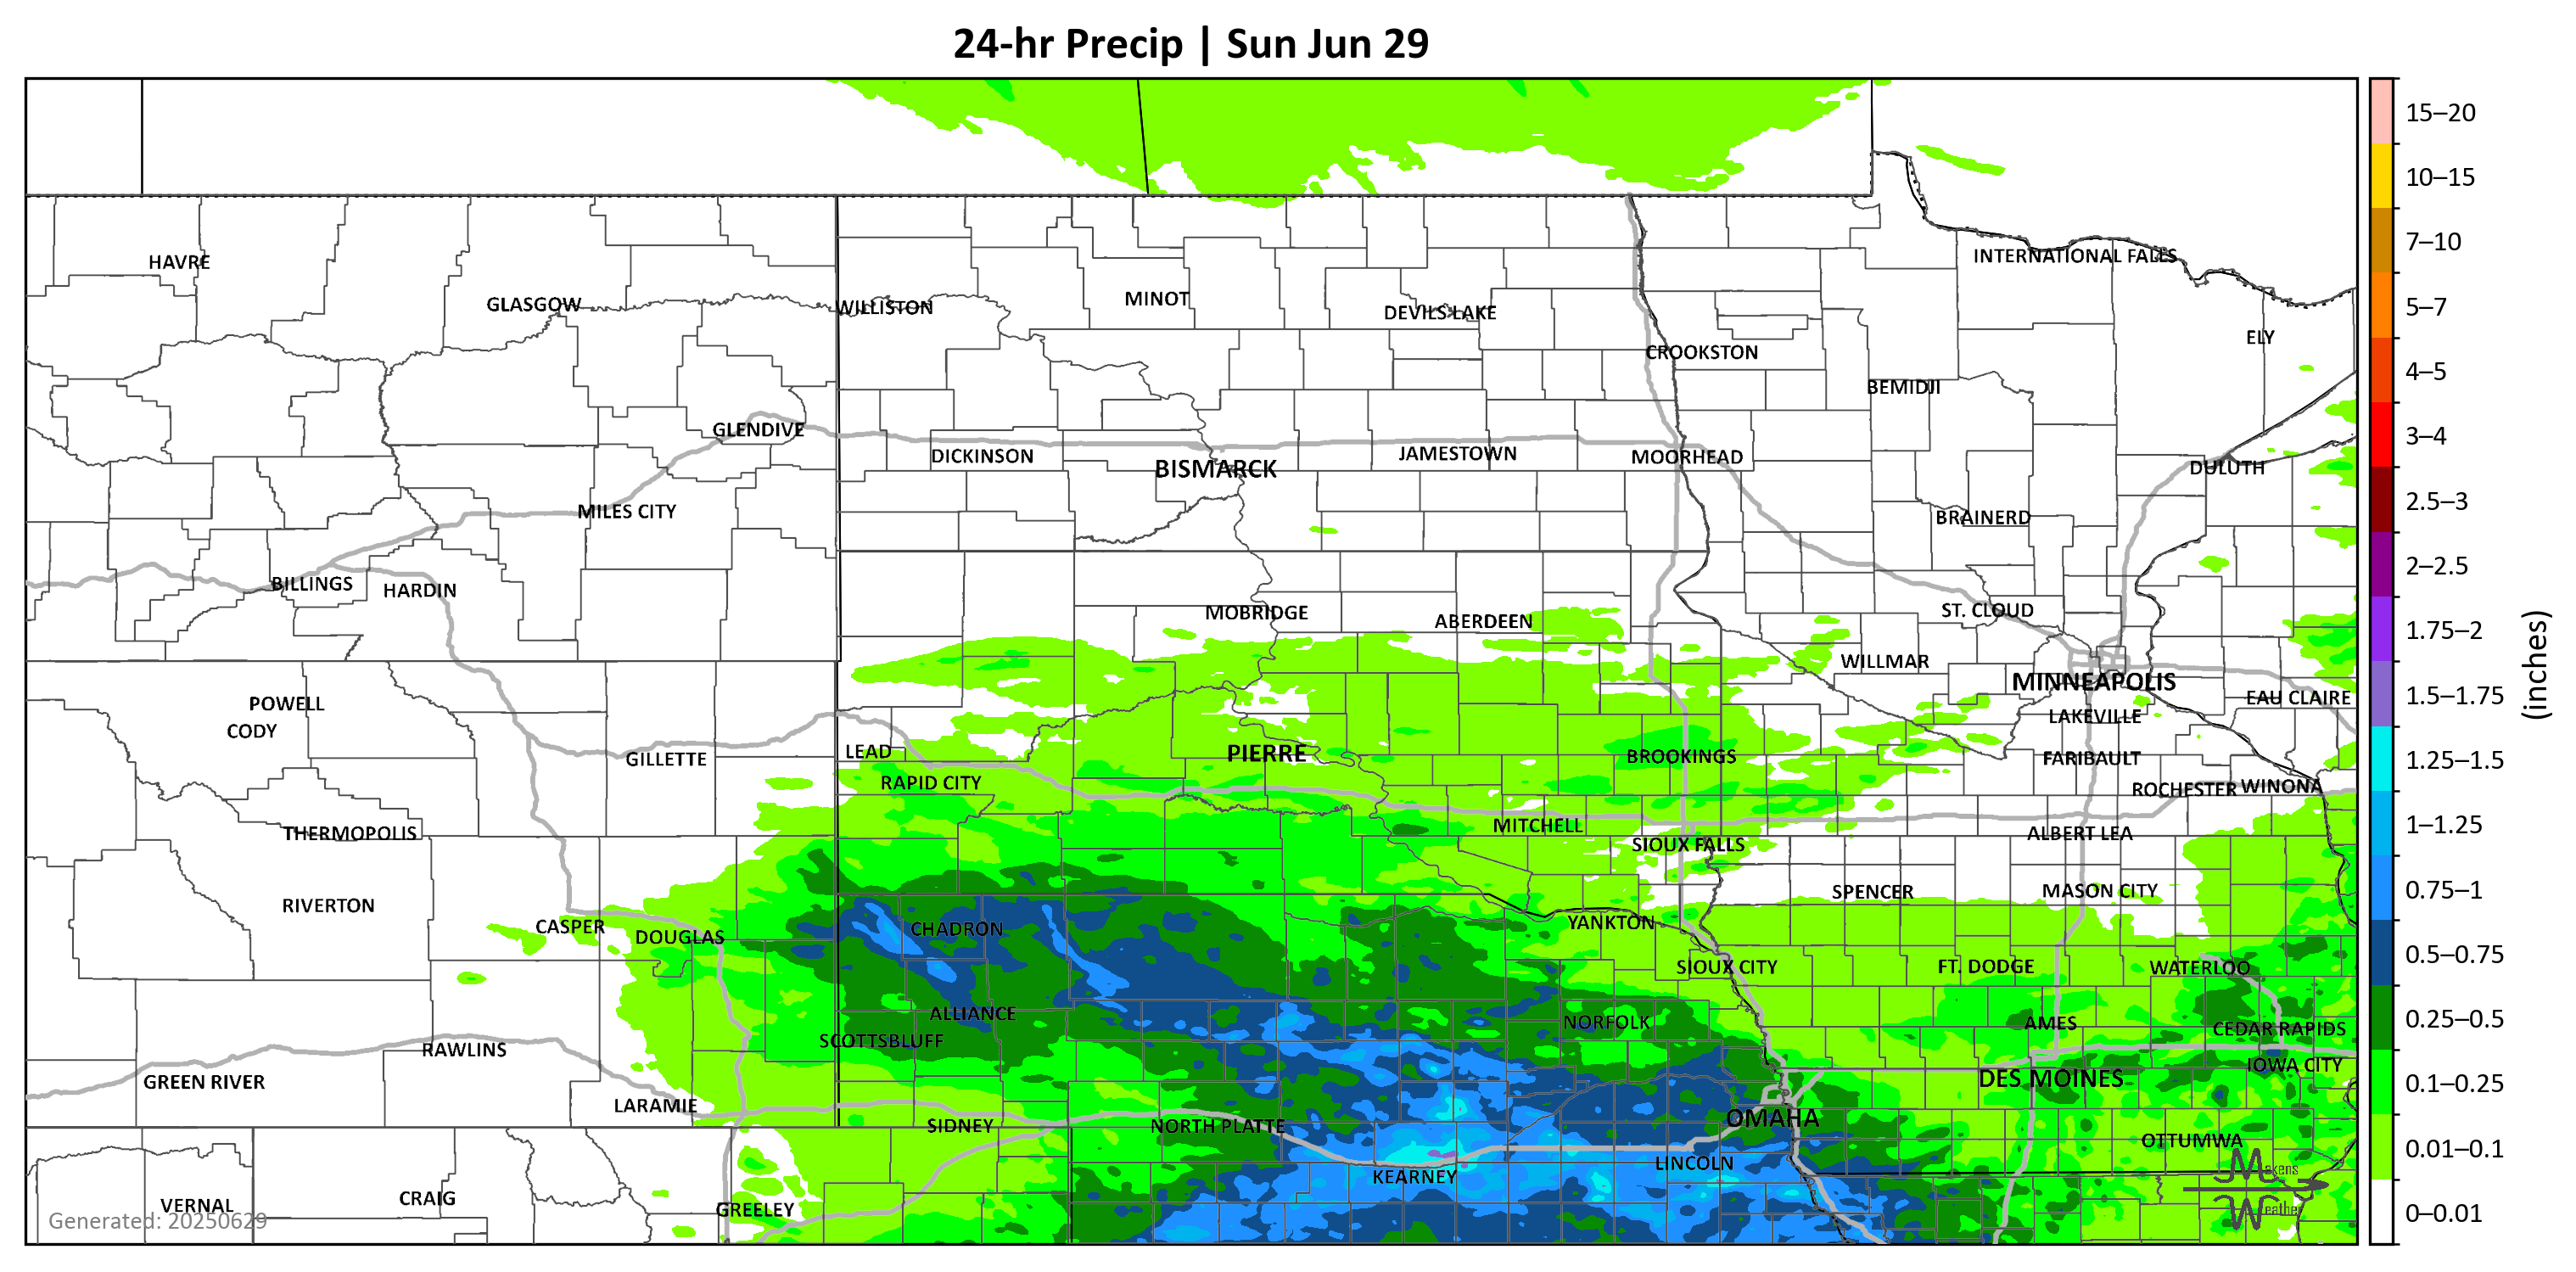 24-hr Precip | Sun Jun 29
HAVRE
INTERNATIONAL FALLS
GLASGOW
WILLISTON
MINOT
DEVILS LAKE
ELY
CROOKSTON
BEMIDJI
GLENDIVE
DICKINSON
BISMARCK
JAMESTOWN
MOORHEAD
DULUTH
MILES CITY
BRAINERD
BILLINGS
HARDIN
MOBRIDGE
ABERDEEN
ST. CLOUD
WILLMAR
MINNEAPOLIS
EAU CLAIRE
POWELL
CODY
LAKEVILLE
GILLETTE
LEAD
PIERRE
BROOKINGS
FARIBAULT
RAPID CITY
ROCHESTER
WINONA
THERMOPOLIS
MITCHELL
ALBERT LEA
SIOUX FALLS
RIVERTON
SPENCER
MASON CITY
CASPER
DOUGLAS
CHADRON
YANKTON
SIOUX CITY
FT. DODGE
WATERLOO
ALLIANCE
NORFOLK
AMES
CEDAR RAPIDS
SCOTTSBLUFF
RAWLINS
IOWA CITY
GREEN RIVER
DES MOINES
LARAMIE
SIDNEY
NORTH PLATTE
OMAHA
OTTUMWA
KEARNEY
LINCOLN
VERNAL
CRAIG
GREELEY
Generated: 20250629
Makens
Weather
15–20
10–15
7–10
5–7
4–5
3–4
2.5–3
2–2.5
1.75–2
1.5–1.75
1.25–1.5
1–1.25
0.75–1
0.5–0.75
0.25–0.5
0.1–0.25
0.01–0.1
0–0.01
(inches)